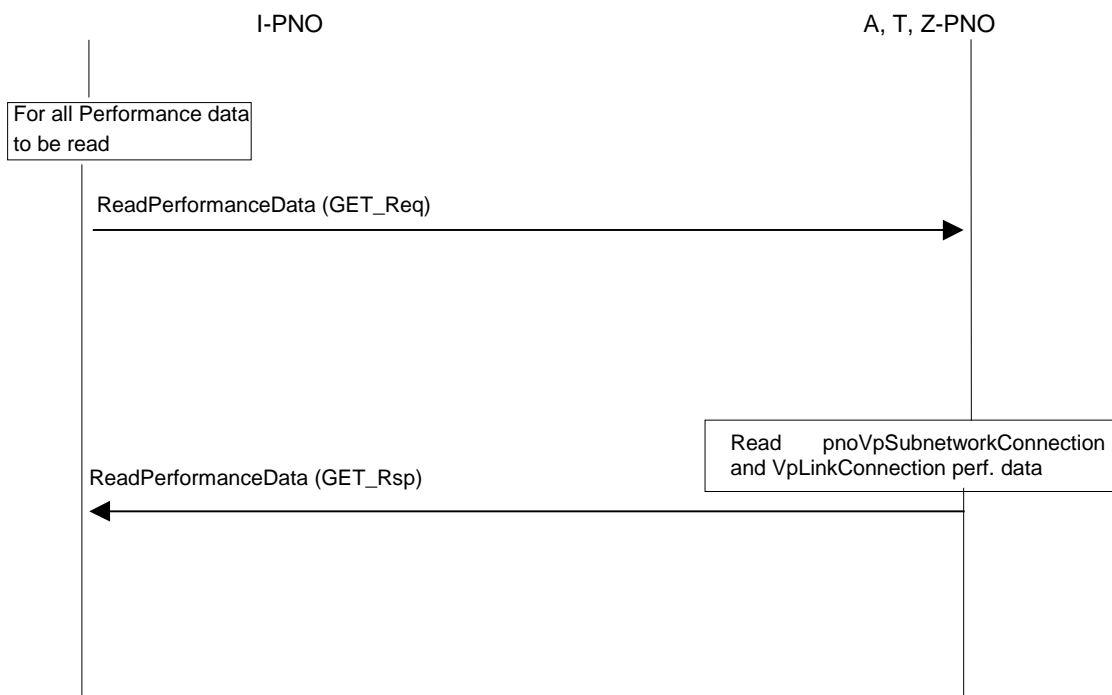 I-PNO
A, T, Z-PNO
For all Performance data
to be read
ReadPerformanceData (GET_Req)
Read pnoVpSubnetworkConnection
and VpLinkConnection perf. data
ReadPerformanceData (GET_Rsp)